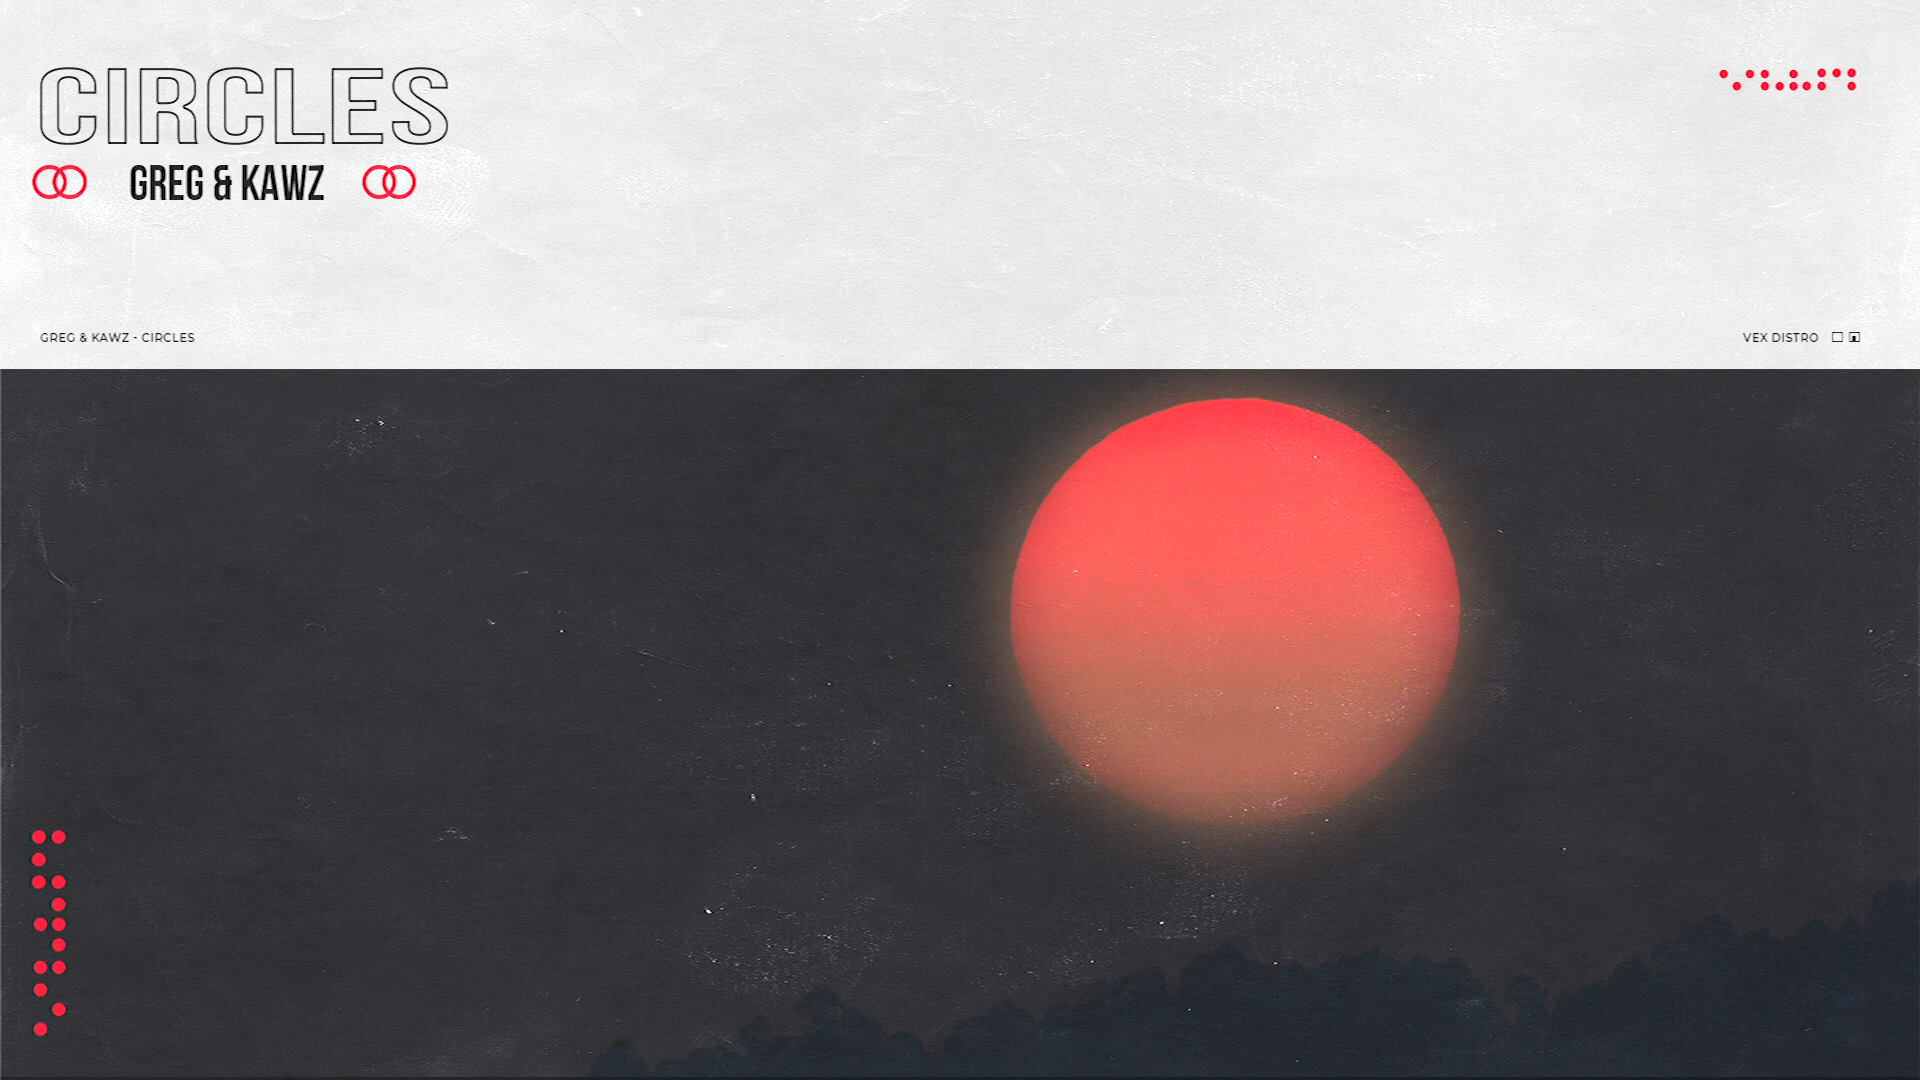 CIRCLES
GREG & KAWZ
GREG & KAWZ - CIRCLES
VEX DISTRO